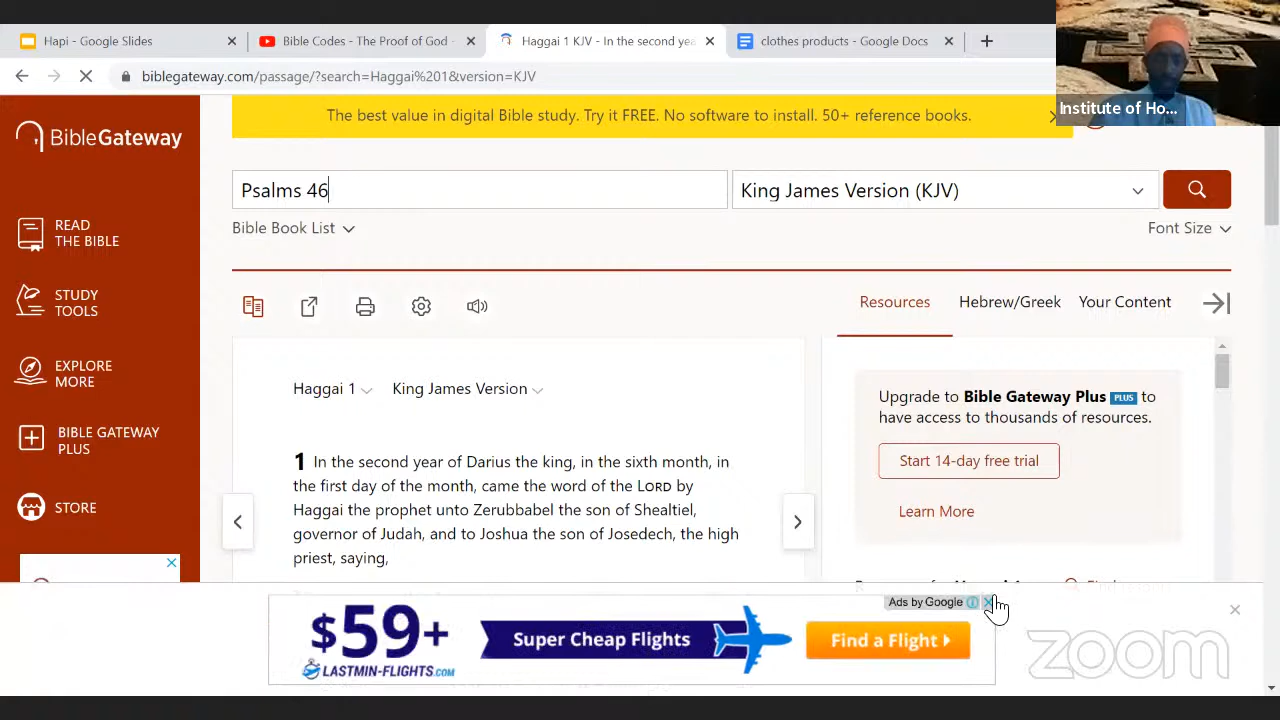 Hapi - Google Slides
Bible Codes - The Proof of God -
Haggai 1 KJV - In the second yea
clothes products - Google Docs
biblegateway.com/passage/?search=Haggai%201&version=KJV
Institute of Ho...
BibleGateway
The best value in digital Bible study. Try it FREE. No software to install. 50+ reference books.
Psalms 46
King James Version (KJV)
Bible Book List
Font Size
READ
THE BIBLE
STUDY
TOOLS
EXPLORE
MORE
BIBLE GATEWAY
PLUS
STORE
Resources
Hebrew/Greek
Your Content
Haggai 1
King James Version
1 In the second year of Darius the king, in the sixth month, in
the first day of the month, came the word of the LORD by
Haggai the prophet unto Zerubbabel the son of Shealtiel,
governor of Judah, and to Joshua the son of Josedech, the high
priest, saying,
Upgrade to Bible Gateway Plus PLUS to
have access to thousands of resources.
Start 14-day free trial
Learn More
Ads by Google
$59+
LASTMIN-FLIGHTS.COM
Super Cheap Flights
Find a Flight
zoom